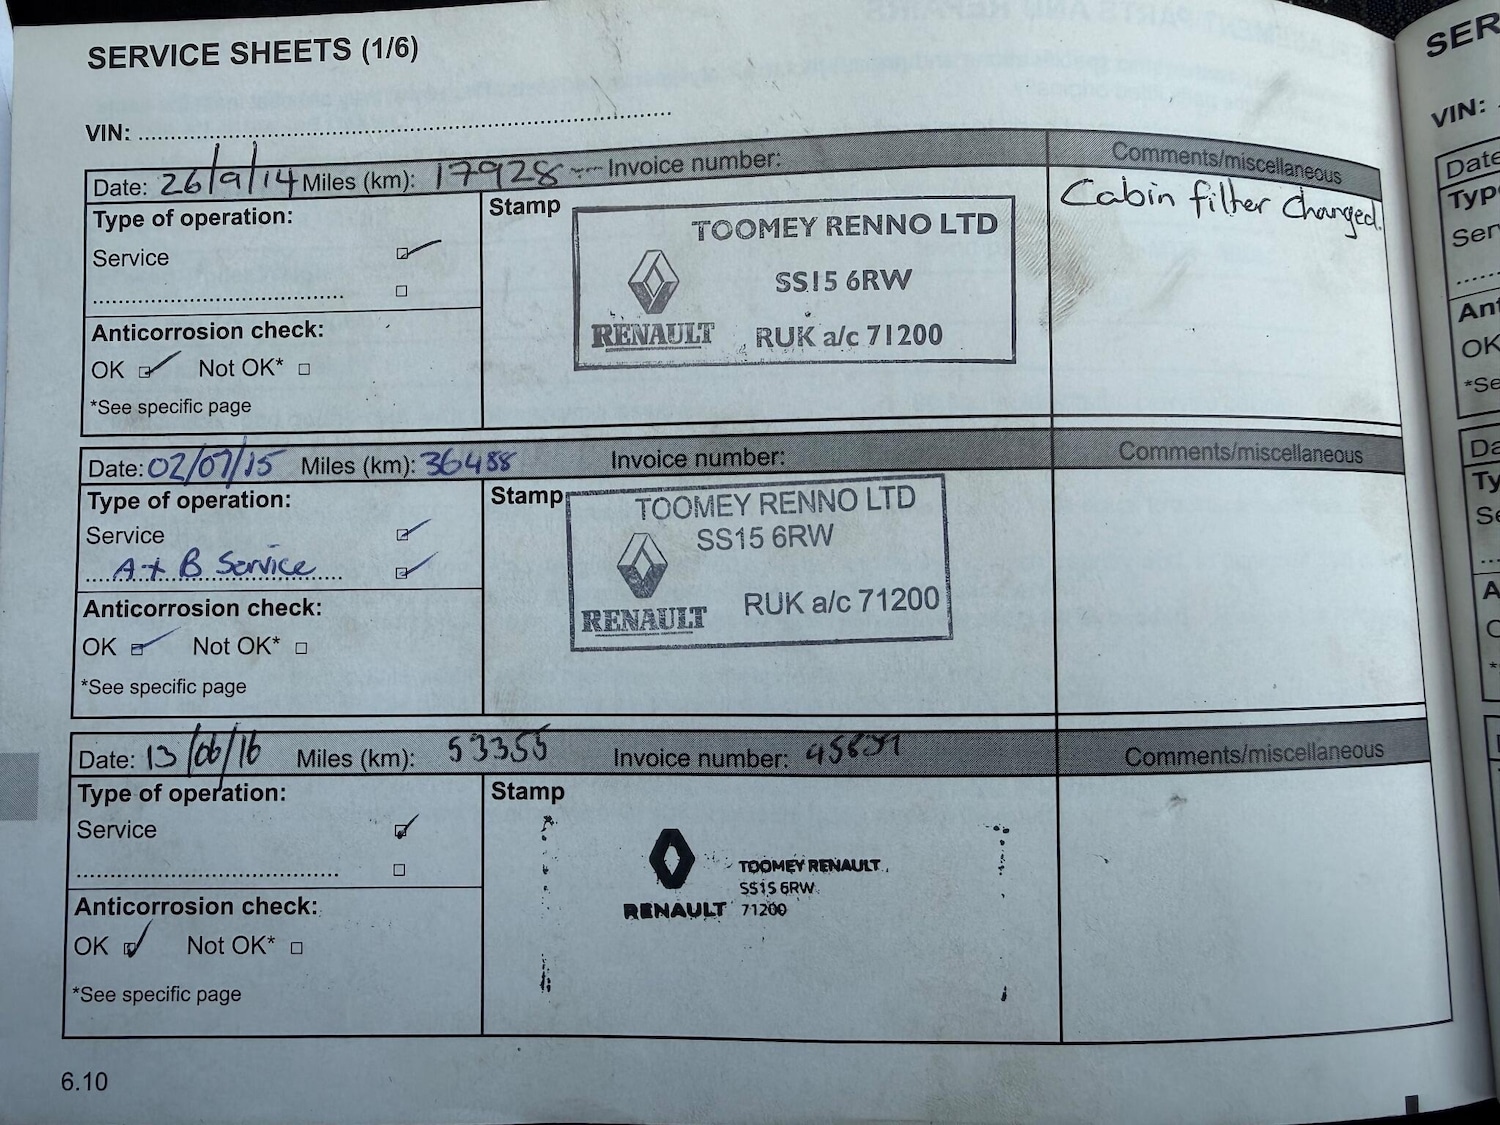 SERVICE SHEETS (1/6)
VIN:
Date: 26/9/14 Miles (km): 17928 Invoice number: Comments/miscellaneous
Type of operation:
Service
Anticorrosion check:
OK Not OK*
*See specific page
Stamp
TOOMEY RENNO LTD
SS15 6RW
RENAULT RUK a/c 71200
Cabin filter changed.
Date: 02/07/15 Miles (km): 36488 Invoice number: Comments/miscellaneous
Type of operation:
Service
A + B Service
Anticorrosion check:
OK Not OK*
*See specific page
Stamp
TOOMEY RENNO LTD
SS15 6RW
RENAULT RUK a/c 71200
Date: 13/06/16 Miles (km): 53355 Invoice number: Comments/miscellaneous
Type of operation:
Service
Anticorrosion check:
OK Not OK*
*See specific page
Stamp
TOOMEY RENAULT
SS15 6RW
RENAULT 71200
6.10
VIN: